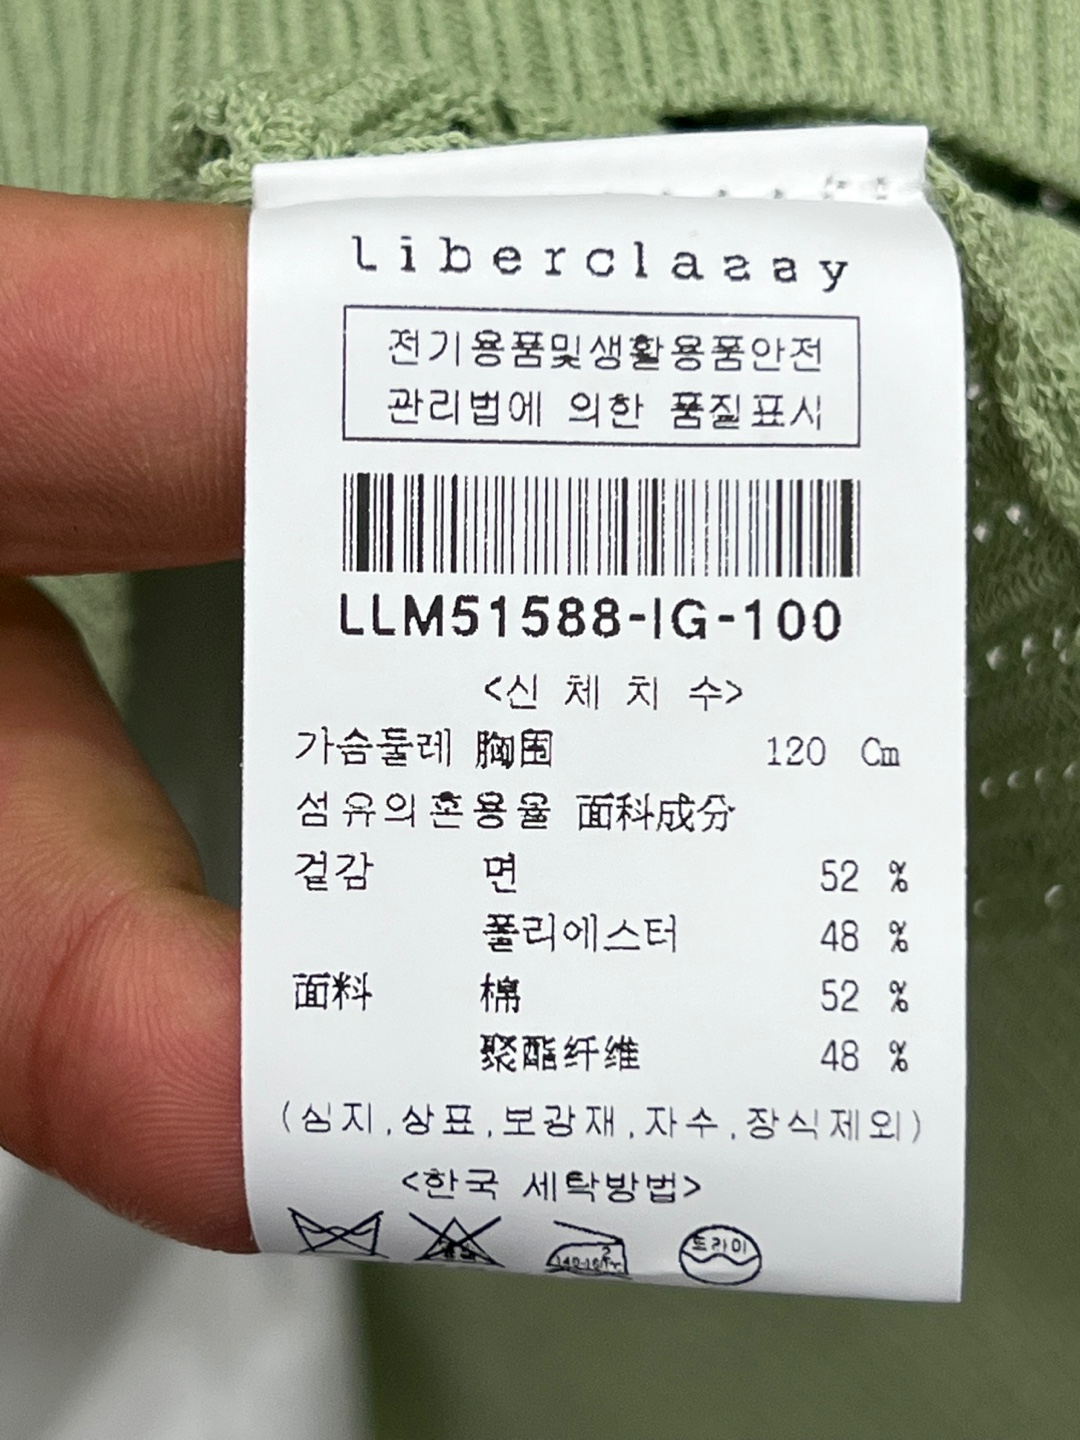 Liberclassy
전기용품및생활용품안전
관리법에 의한 품질표시
LLM51588-IG-100
<신 체 치 수>
가슴둘레 胸围 120 Cm
섬유의혼용율 面科成分
겉감 면 52 %
폴리에스터 48 %
面料 棉 52 %
聚酯纤维 48 %
(심지,상표,보강재,자수,장식제외)
<한국 세탁방법>
드라이